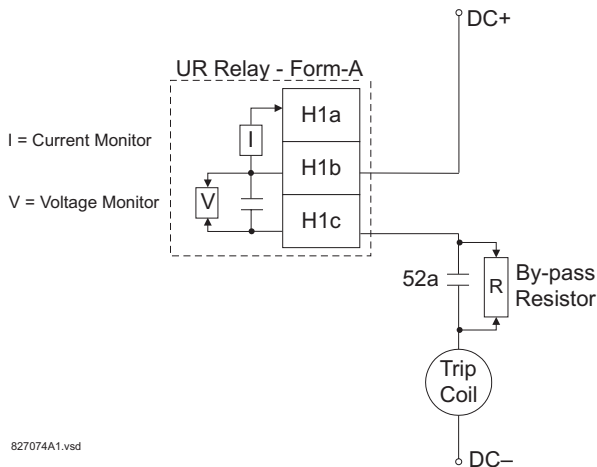 DC+
UR Relay - Form-A
H1a
I = Current Monitor
I
H1b
V = Voltage Monitor
V
H1c
52a
R
By-pass
Resistor
Trip
Coil
827074A1.vsd
DC–